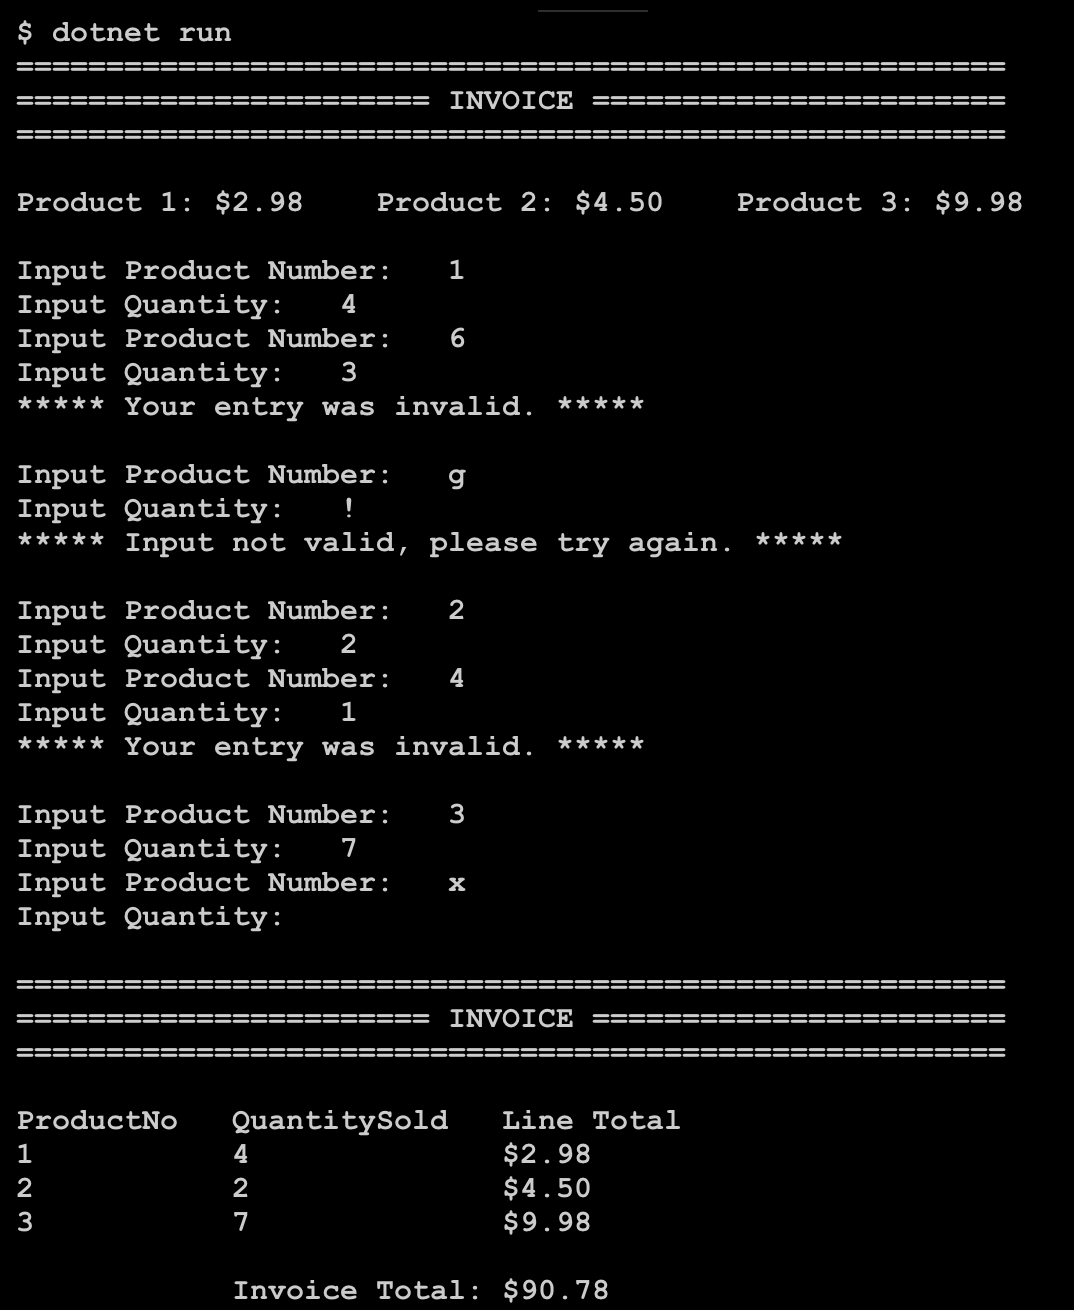 $ dotnet run
=======================================================
======================= INVOICE =======================
=======================================================
Product 1: $2.98    Product 2: $4.50    Product 3: $9.98
Input Product Number:   1
Input Quantity:   4
Input Product Number:   6
Input Quantity:   3
***** Your entry was invalid. *****
Input Product Number:   g
Input Quantity:   !
***** Input not valid, please try again. *****
Input Product Number:   2
Input Quantity:   2
Input Product Number:   4
Input Quantity:   1
***** Your entry was invalid. *****
Input Product Number:   3
Input Quantity:   7
Input Product Number:   x
Input Quantity:
=======================================================
======================= INVOICE =======================
=======================================================
ProductNo   QuantitySold   Line Total
1           4              $2.98
2           2              $4.50
3           7              $9.98
            Invoice Total: $90.78